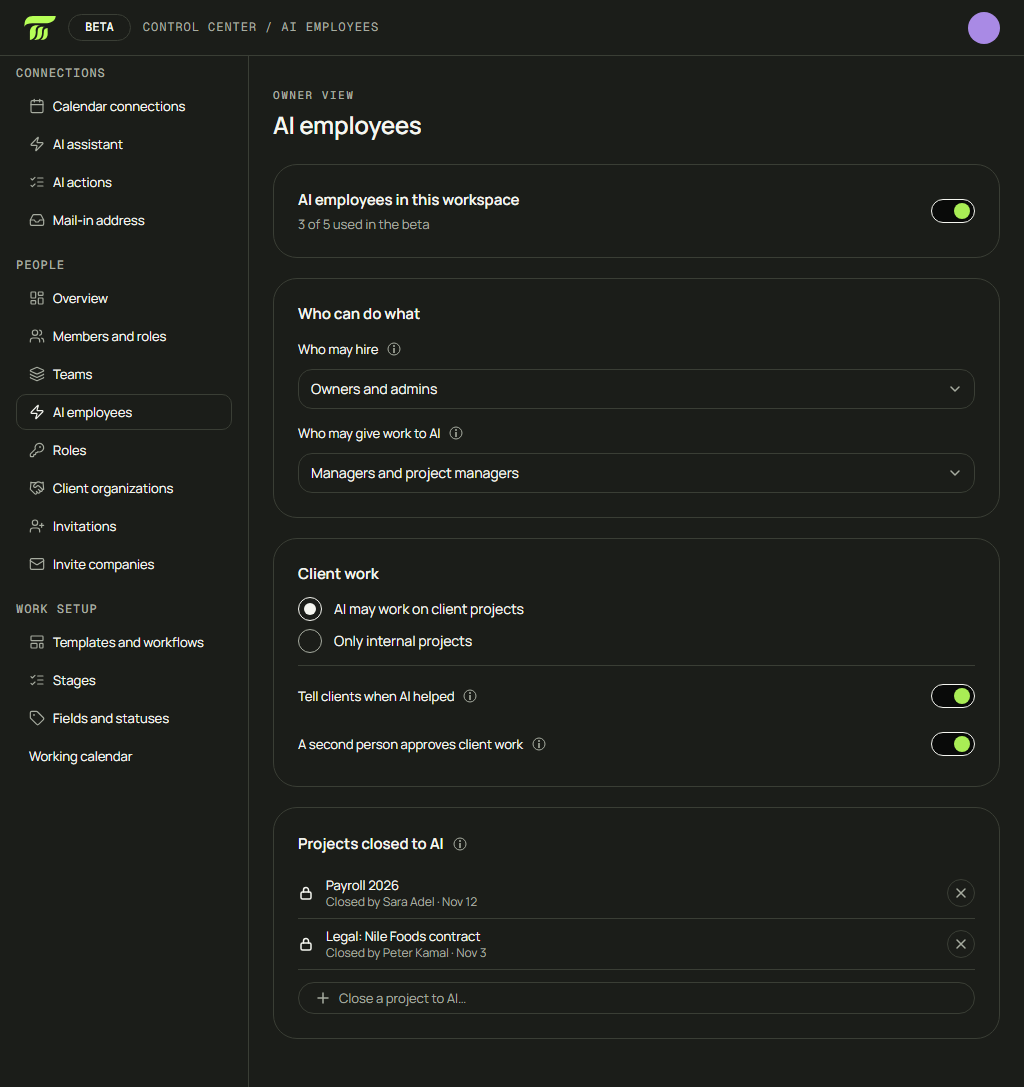 BETA
CONTROL CENTER / AI EMPLOYEES
CONNECTIONS
Calendar connections
AI assistant
AI actions
Mail-in address
PEOPLE
Overview
Members and roles
Teams
AI employees
Roles
Client organizations
Invitations
Invite companies
WORK SETUP
Templates and workflows
Stages
Fields and statuses
Working calendar
OWNER VIEW
AI employees
AI employees in this workspace
3 of 5 used in the beta
Who can do what
Who may hire
Owners and admins
Who may give work to AI
Managers and project managers
Client work
AI may work on client projects
Only internal projects
Tell clients when AI helped
A second person approves client work
Projects closed to AI
Payroll 2026
Closed by Sara Adel · Nov 12
Legal: Nile Foods contract
Closed by Peter Kamal · Nov 3
Close a project to AI...